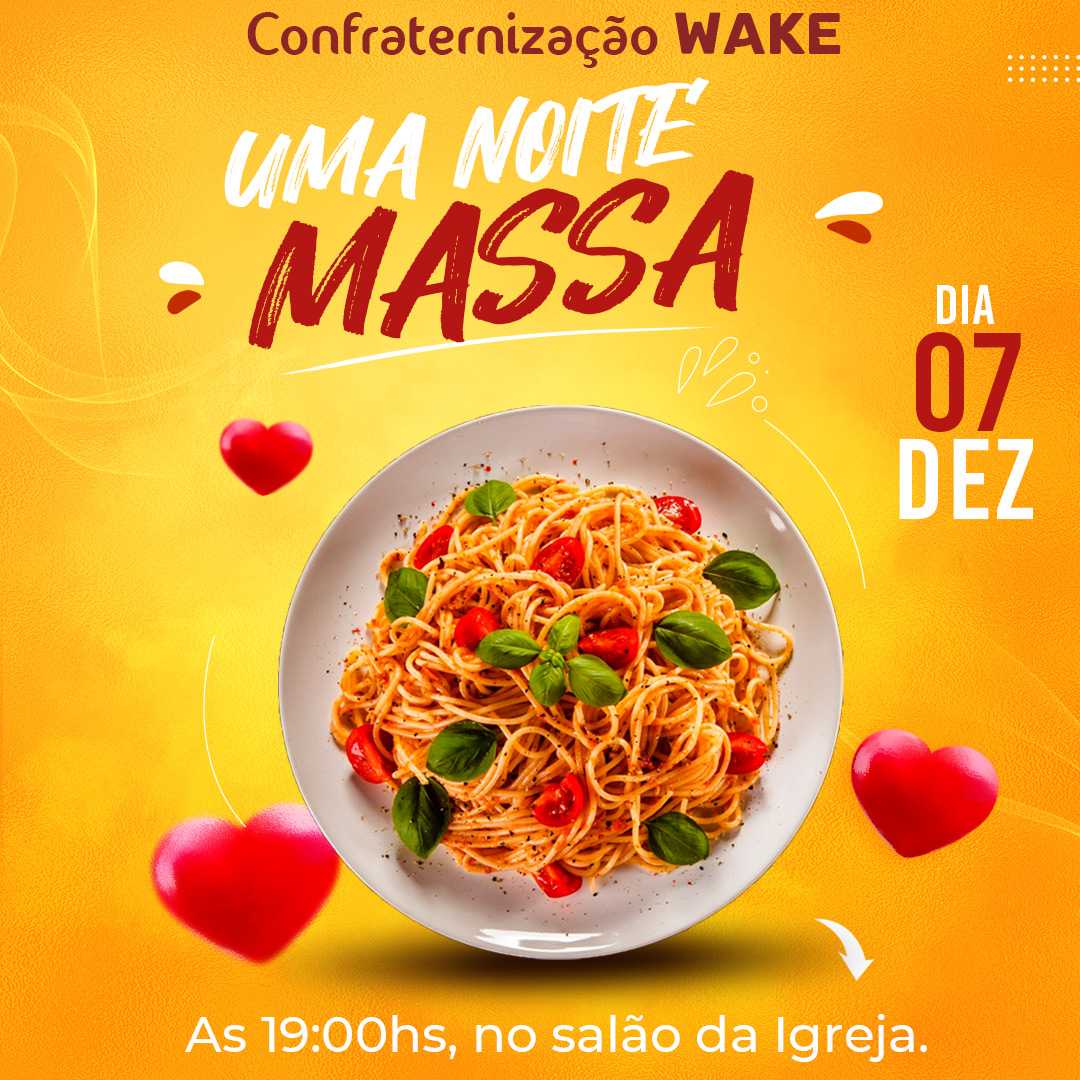 Confraternização WAKE
UMA NOITE
MASSA
DIA
07
DEZ
As 19:00hs, no salão da Igreja.